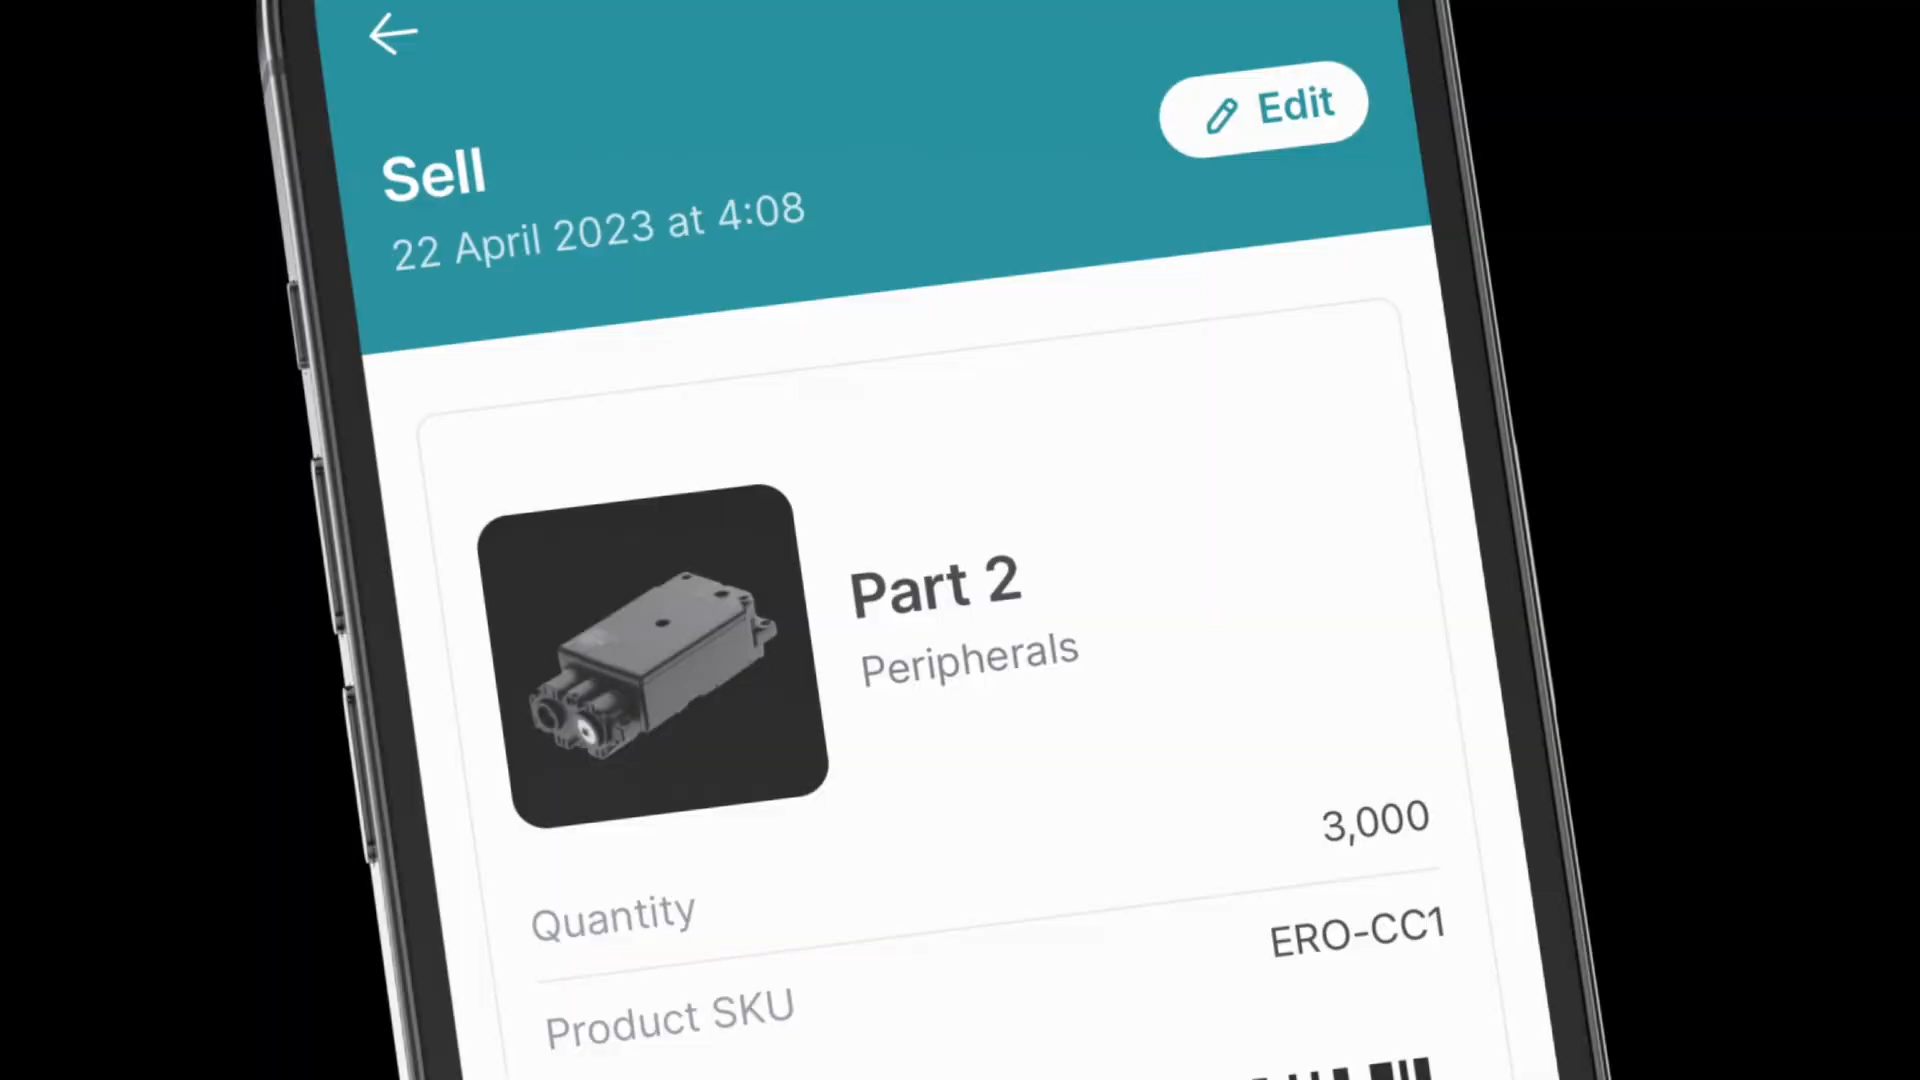 Edit
Sell
22 April 2023 at 4:08
Part 2
Peripherals
Quantity 3,000
Product SKU ERO-CC1